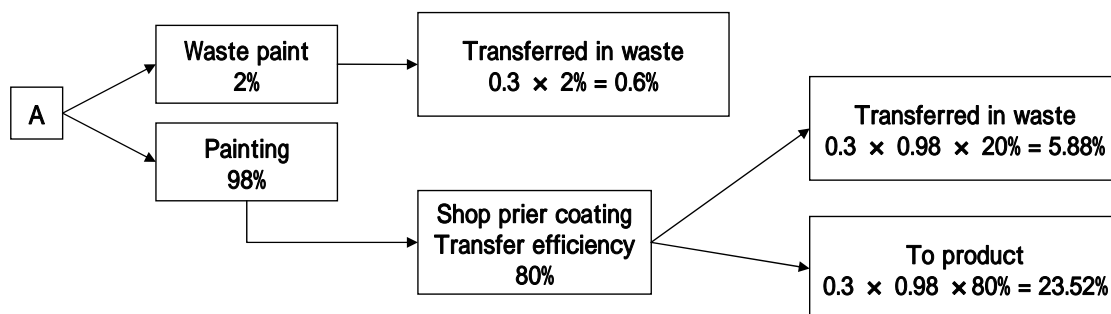 A
Waste paint
2%
Transferred in waste
0.3 × 2% = 0.6%
Painting
98%
Shop prier coating
Transfer efficiency
80%
Transferred in waste
0.3 × 0.98 × 20% = 5.88%
To product
0.3 × 0.98 ×80% = 23.52%